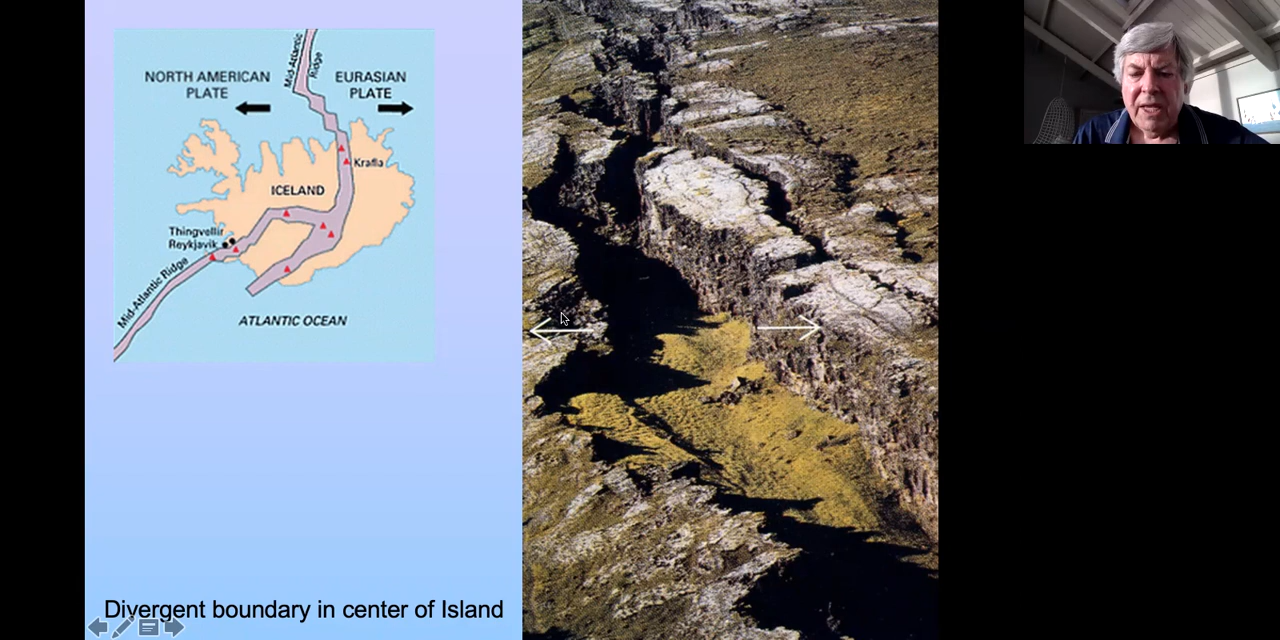 Mid-Atlantic
Ridge
NORTH AMERICAN
PLATE
EURASIAN
PLATE
Krafla
ICELAND
Thingvellir
Reykjavik
Mid-Atlantic Ridge
ATLANTIC OCEAN
Divergent boundary in center of Island